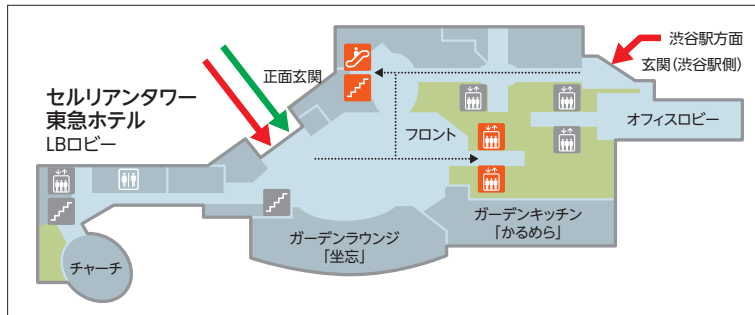 渋谷駅方面
玄関（渋谷駅側）
正面玄関
セルリアンタワー
東急ホテル
LBロビー
フロント
オフィスロビー
ガーデンキッチン
「かるめら」
ガーデンラウンジ
「坐忘」
チャーチ